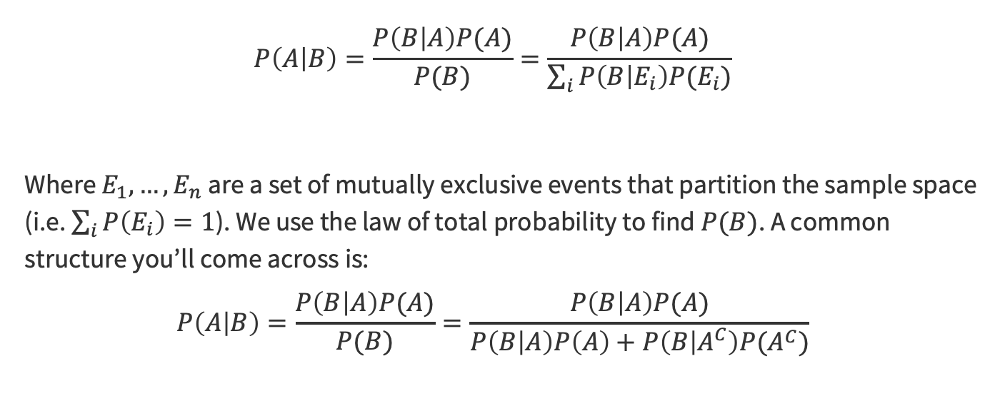 P(A|B) = \frac{P(B|A)P(A)}{P(B)} = \frac{P(B|A)P(A)}{\sum_i P(B|E_i)P(E_i)}
Where E_1, …, E_n are a set of mutually exclusive events that partition the sample space
(i.e. \sum_i P(E_i) = 1). We use the law of total probability to find P(B). A common
structure you’ll come across is:
P(A|B) = \frac{P(B|A)P(A)}{P(B)} = \frac{P(B|A)P(A)}{P(B|A)P(A) + P(B|A^C)P(A^C)}